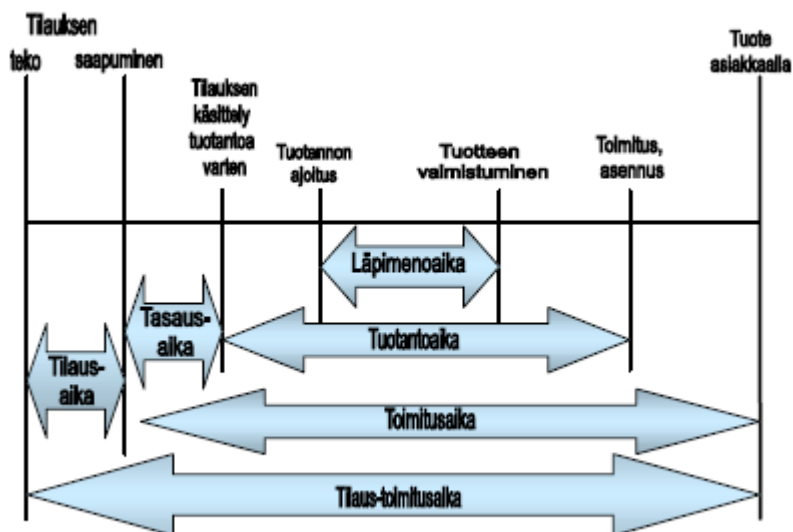 Tilauksen
teko
saapuminen
Tilauksen
käsittely
tuotantoa
varten
Tuotannon
ajoitus
Tuotteen
valmistuminen
Toimitus,
asennus
Tuote
asiakkaalla
Läpimenoaika
Tasaus-
aika
Tuotantoaika
Tilaus-
aika
Toimitusaika
Tilaus-toimitusaika